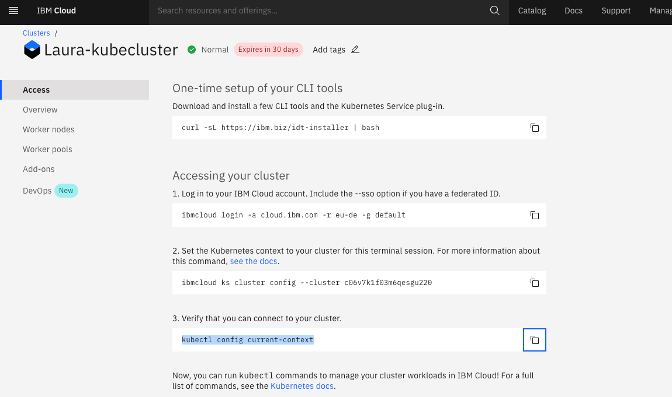 IBM Cloud
Search resources and offerings...
Catalog
Docs
Support
Manag
Clusters /
Laura-kubecluster
Normal
Expires in 30 days
Add tags
Access
Overview
Worker nodes
Worker pools
Add-ons
DevOps New
One-time setup of your CLI tools
Download and install a few CLI tools and the Kubernetes Service plug-in.
curl -sL https://ibm.biz/idt-installer | bash
Accessing your cluster
1. Log in to your IBM Cloud account. Include the --sso option if you have a federated ID.
ibmcloud login -a cloud.ibm.com -r eu-de -g default
2. Set the Kubernetes context to your cluster for this terminal session. For more information about
this command, see the docs.
ibmcloud ks cluster config --cluster c06v7k1f03m6qesgu220
3. Verify that you can connect to your cluster.
kubectl config current-context
Now, you can run kubectl commands to manage your cluster workloads in IBM Cloud! For a full
list of commands, see the Kubernetes docs.